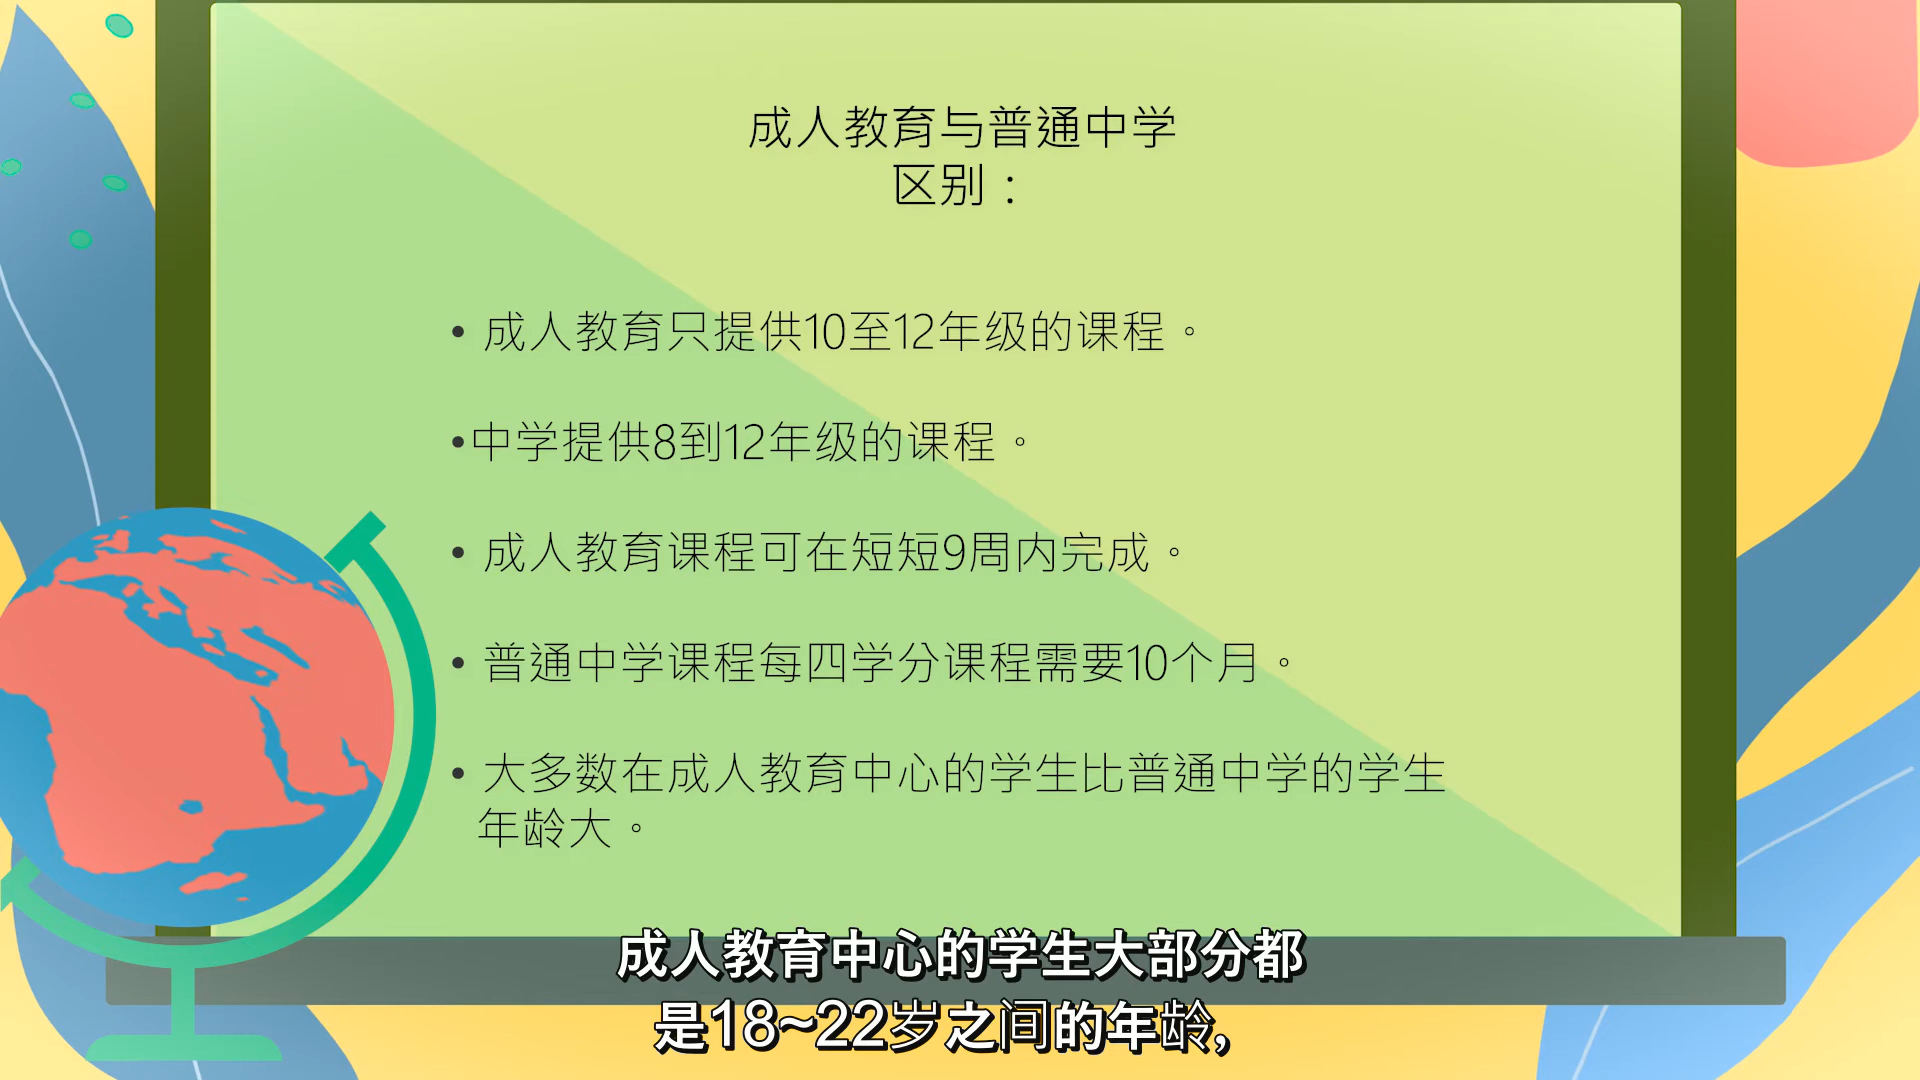 成人教育与普通中学
区别：
• 成人教育只提供10至12年级的课程。
•中学提供8到12年级的课程。
• 成人教育课程可在短短9周内完成。
• 普通中学课程每四学分课程需要10个月。
• 大多数在成人教育中心的学生比普通中学的学生
年龄大。
成人教育中心的学生大部分都
是18~22岁之间的年龄,